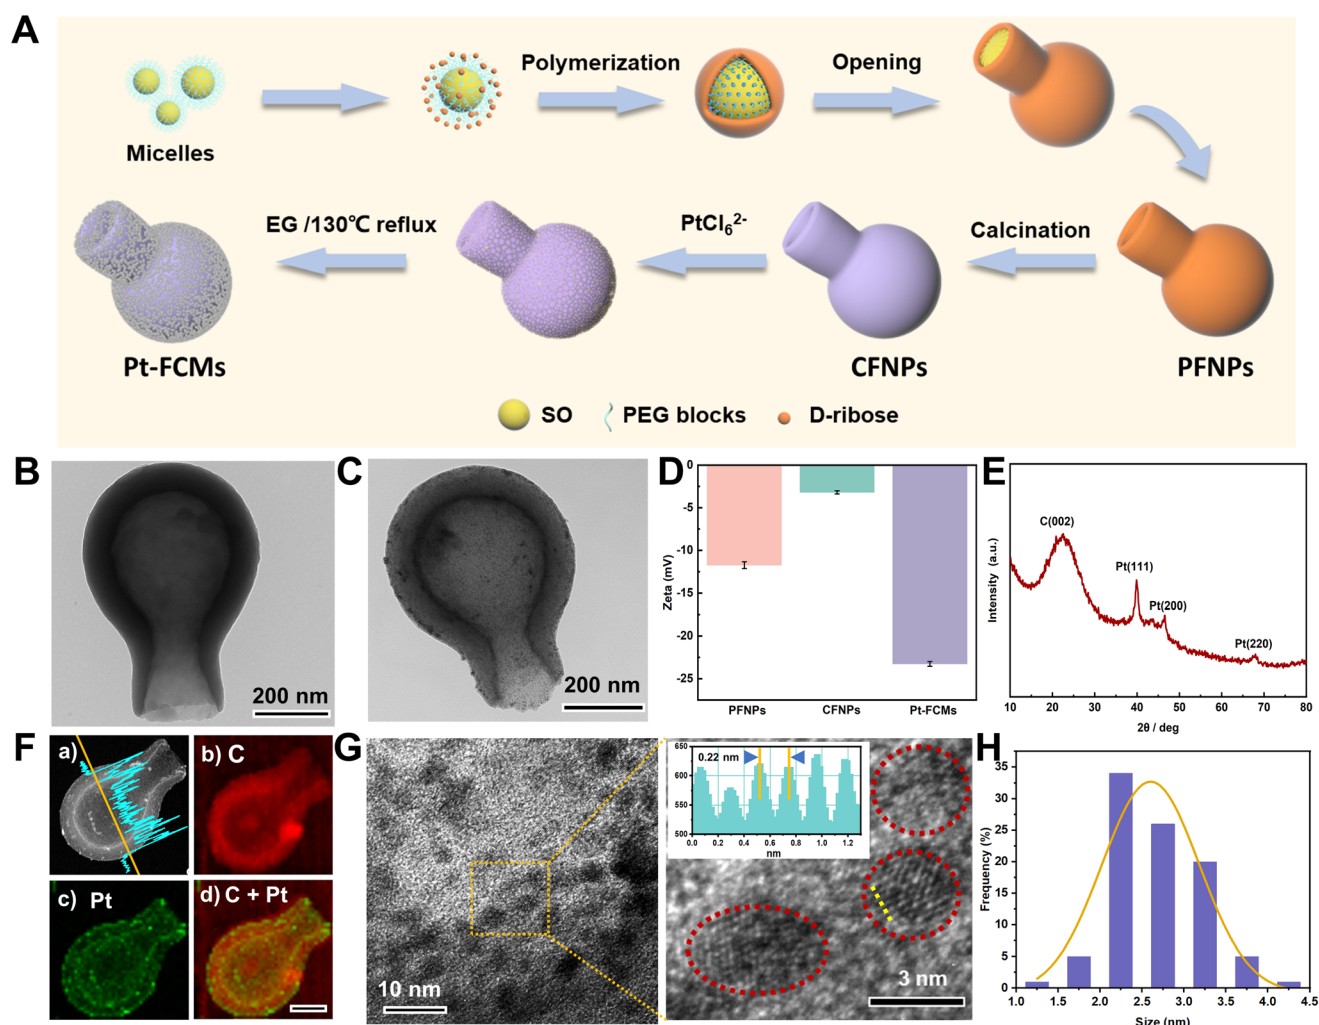 A
Micelles
Polymerization
Opening
EG /130℃ reflux
PtCl₆²⁻
Calcination
Pt-FCMs
CFNPs
PFNPs
SO
PEG blocks
D-ribose
B
200 nm
C
200 nm
D
0
-5
-10
-15
-20
-25
Zeta (mV)
PFNPs
CFNPs
Pt-FCMs
E
Intensity (a.u.)
C(002)
Pt(111)
Pt(200)
Pt(220)
10 20 30 40 50 60 70 80
2θ / deg
F
a)
b) C
c) Pt
d) C + Pt
G
10 nm
650
600
550
500
0.22 nm
0.0 0.2 0.4 0.6 0.8 1.0 1.2
nm
3 nm
H
Frequency (%)
35
30
25
20
15
10
5
0
1.0 1.5 2.0 2.5 3.0 3.5 4.0 4.5
Size (nm)